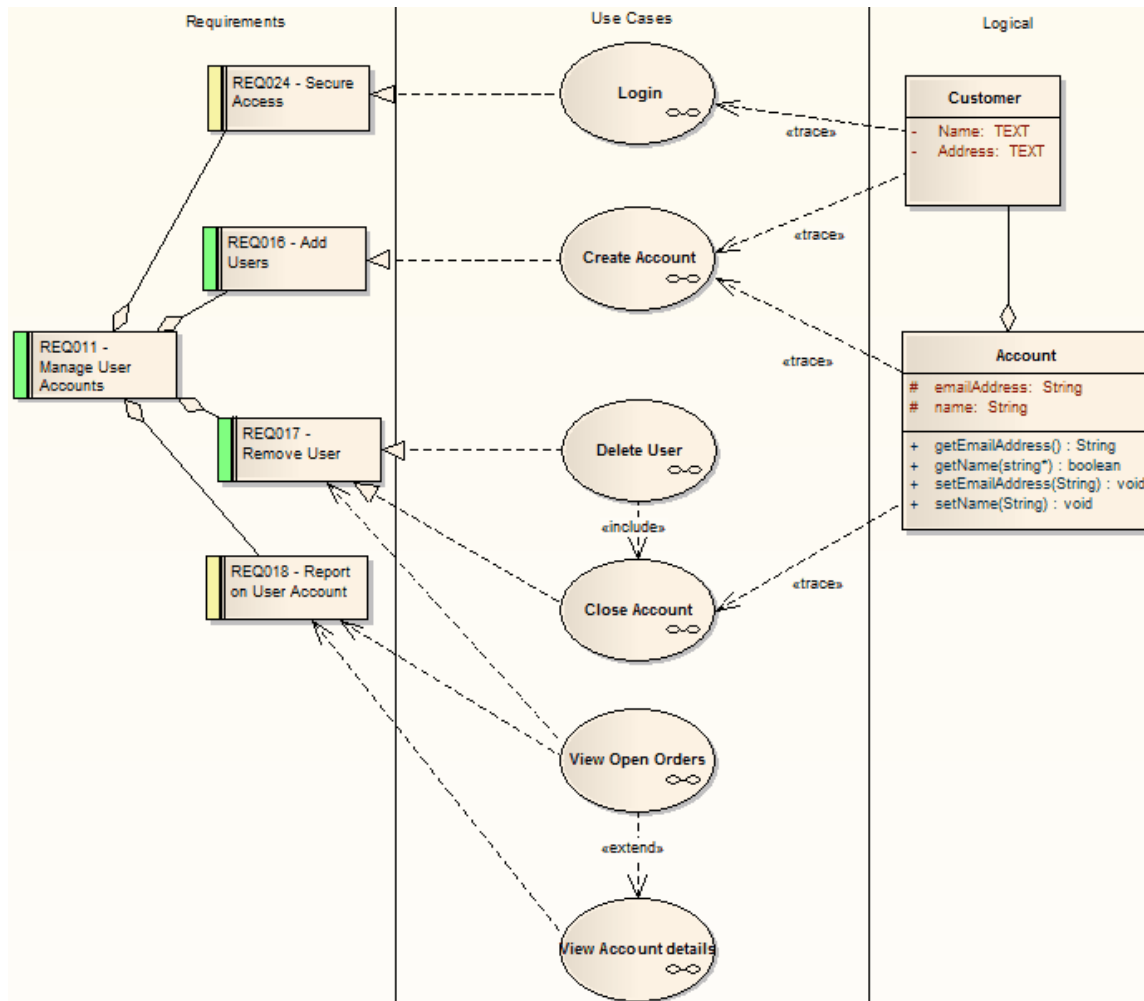 Requirements
Use Cases
Logical
REQ024 - Secure
Access
Login
«trace»
Customer
- Name: TEXT
- Address: TEXT
REQ016 - Add
Users
Create Account
«trace»
«trace»
REQ011 -
Manage User
Accounts
Account
# emailAddress: String
# name: String
+ getEmailAddress() : String
+ getName(string*) : boolean
+ setEmailAddress(String) : void
+ setName(String) : void
REQ017 -
Remove User
Delete User
«include»
REQ018 - Report
on User Account
Close Account
«trace»
View Open Orders
«extend»
View Account details